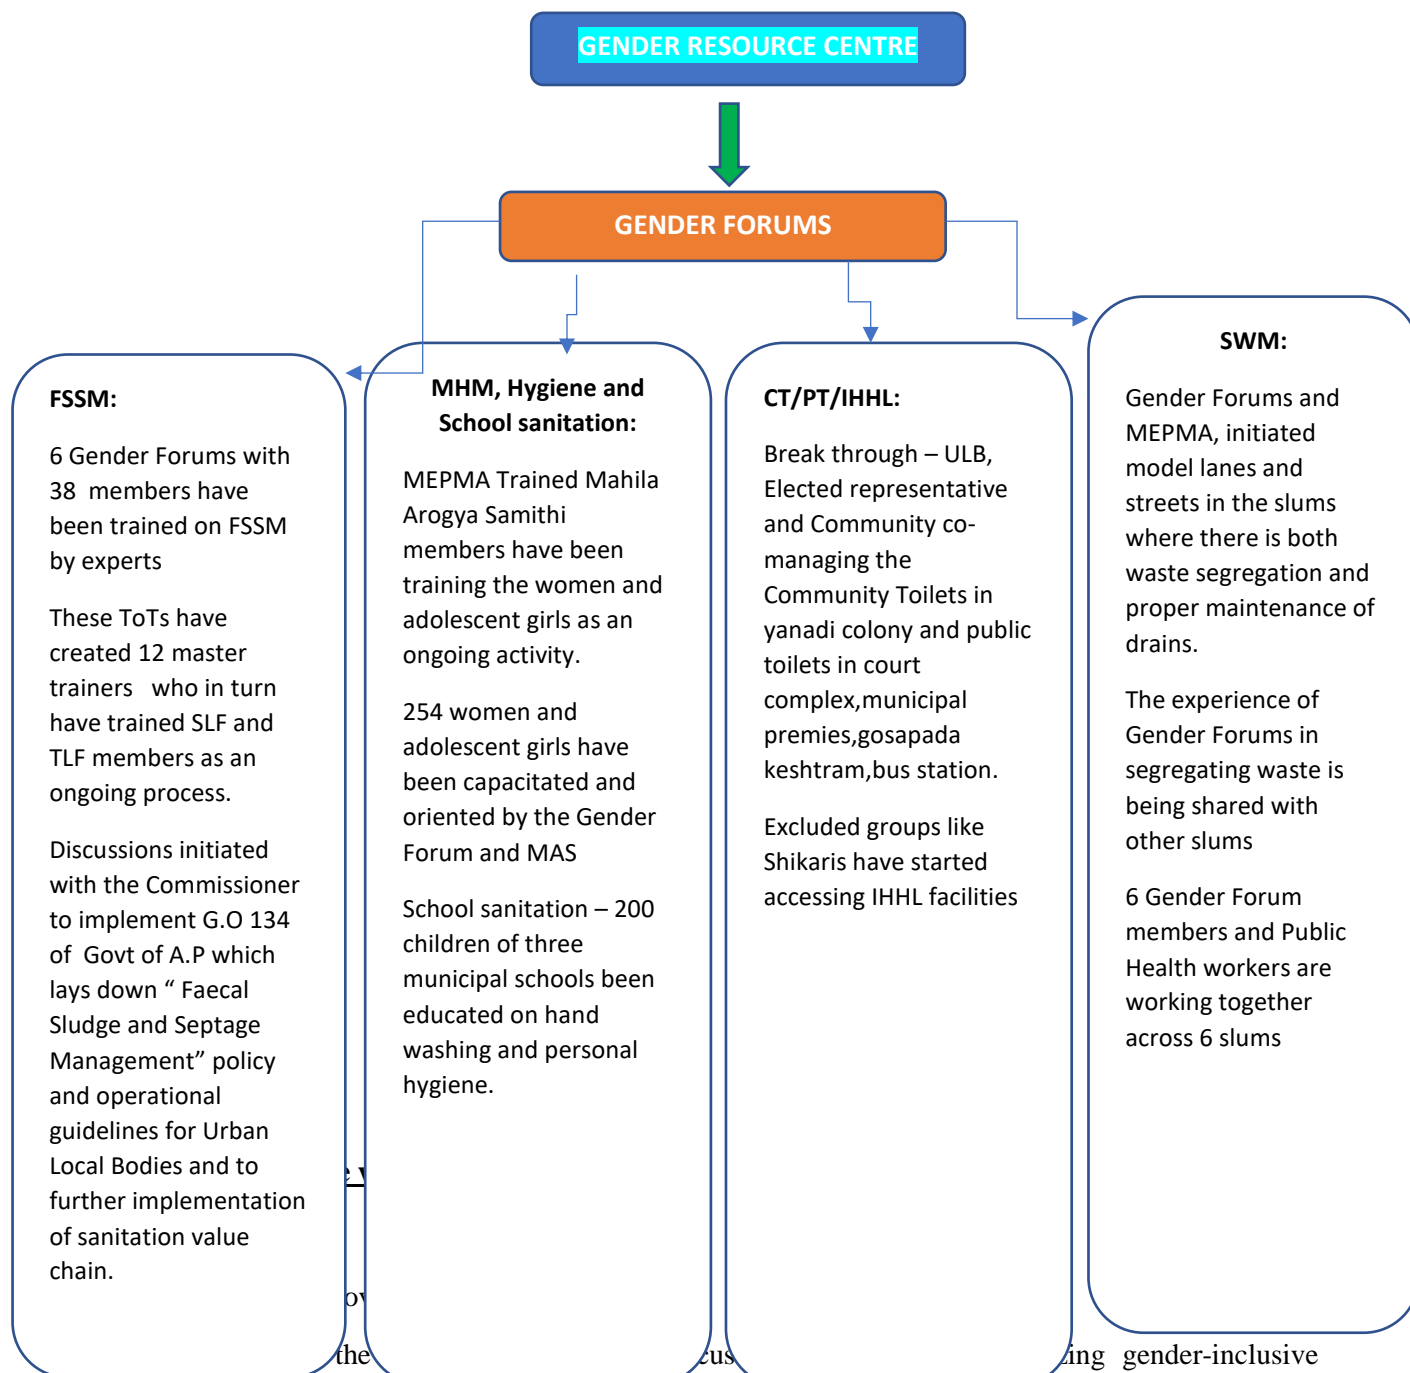 GENDER RESOURCE CENTRE
GENDER FORUMS
FSSM:
6 Gender Forums with
38 members have
been trained on FSSM
by experts
These ToTs have
created 12 master
trainers who in turn
have trained SLF and
TLF members as an
ongoing process.
Discussions initiated
with the Commissioner
to implement G.O 134
of Govt of A.P which
lays down “ Faecal
Sludge and Septage
Management” policy
and operational
guidelines for Urban
Local Bodies and to
further implementation
of sanitation value
chain.
MHM, Hygiene and
School sanitation:
MEPMA Trained Mahila
Arogya Samithi
members have been
training the women and
adolescent girls as an
ongoing activity.
254 women and
adolescent girls have
been capacitated and
oriented by the Gender
Forum and MAS
School sanitation – 200
children of three
municipal schools been
educated on hand
washing and personal
hygiene.
CT/PT/IHHL:
Break through – ULB,
Elected representative
and Community co-
managing the
Community Toilets in
yanadi colony and public
toilets in court
complex,municipal
premies,gosapada
keshtram,bus station.
Excluded groups like
Shikaris have started
accessing IHHL facilities
SWM:
Gender Forums and
MEPMA, initiated
model lanes and
streets in the slums
where there is both
waste segregation and
proper maintenance of
drains.
The experience of
Gender Forums in
segregating waste is
being shared with
other slums
6 Gender Forum
members and Public
Health workers are
working together
across 6 slums
the gender-inclusive